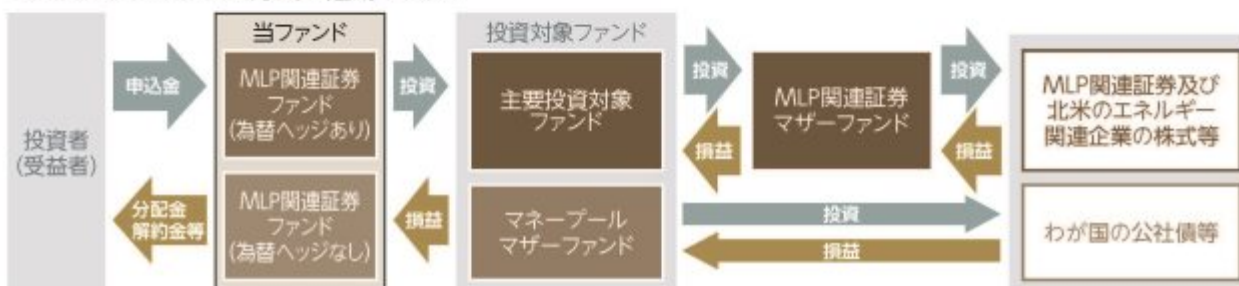 投資者
(受益者)
申込金
分配金
解約金等
当ファンド
MLP関連証券
ファンド
(為替ヘッジあり)
MLP関連証券
ファンド
(為替ヘッジなし)
投資
損益
投資対象ファンド
主要投資対象
ファンド
マネープール
マザーファンド
投資
損益
MLP関連証券
マザーファンド
投資
損益
投資
損益
MLP関連証券及び
北米のエネルギー
関連企業の株式等
わが国の公社債等